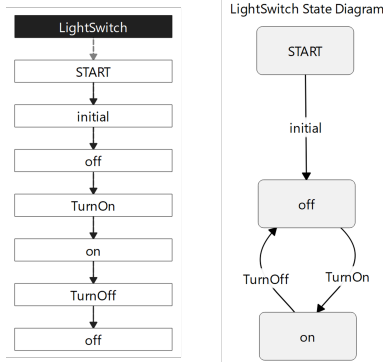 LightSwitch
START
initial
off
TurnOn
on
TurnOff
off
LightSwitch State Diagram
START
initial
off
TurnOff
TurnOn
on